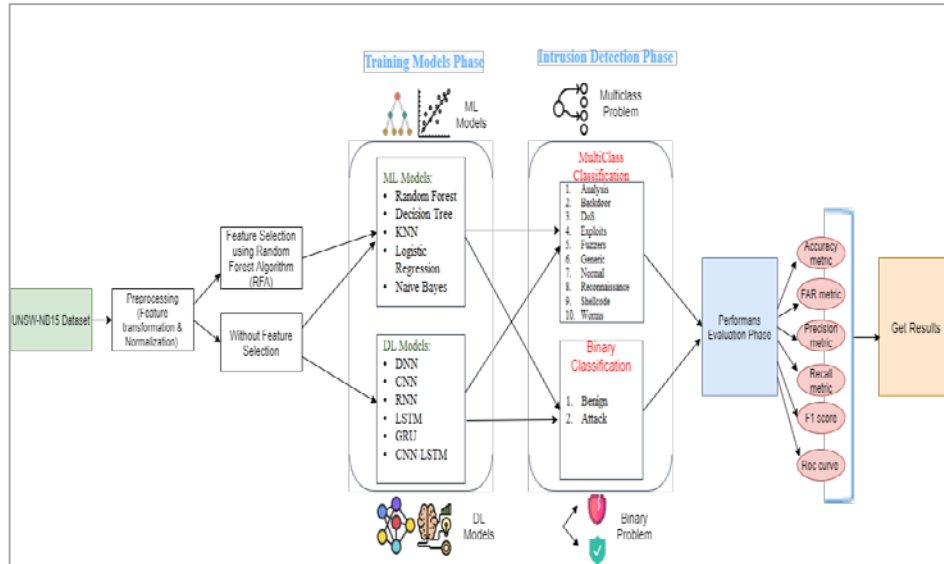 Training Models Phase
Intrusion Detection Phase
ML
Models
Multiclass
Problem
UNSW-NB15 Dataset
Preprocessing
(Feature
transformation &
Normalization)
Feature Selection
using Random
Forest Algorithm
(RFA)
Without Feature
Selection
ML Models:
• Random Forest
• Decision Tree
• KNN
• Logistic
Regression
• Naive Bayes
DL Models:
• DNN
• CNN
• RNN
• LSTM
• GRU
• CNN-LSTM
DL
Models
MultiClass
Classification
1. Analysis
2. Backdoor
3. DoS
4. Exploits
5. Fuzzers
6. Generic
7. Normal
8. Reconnaissance
9. Shellcode
10. Worms
Binary
Classification
1. Benign
2. Attack
Binary
Problem
Performans
Evaluation Phase
Accuracy
metric
FAR metric
Precision
metric
Recall
metric
F1 score
Roc curve
Get Results